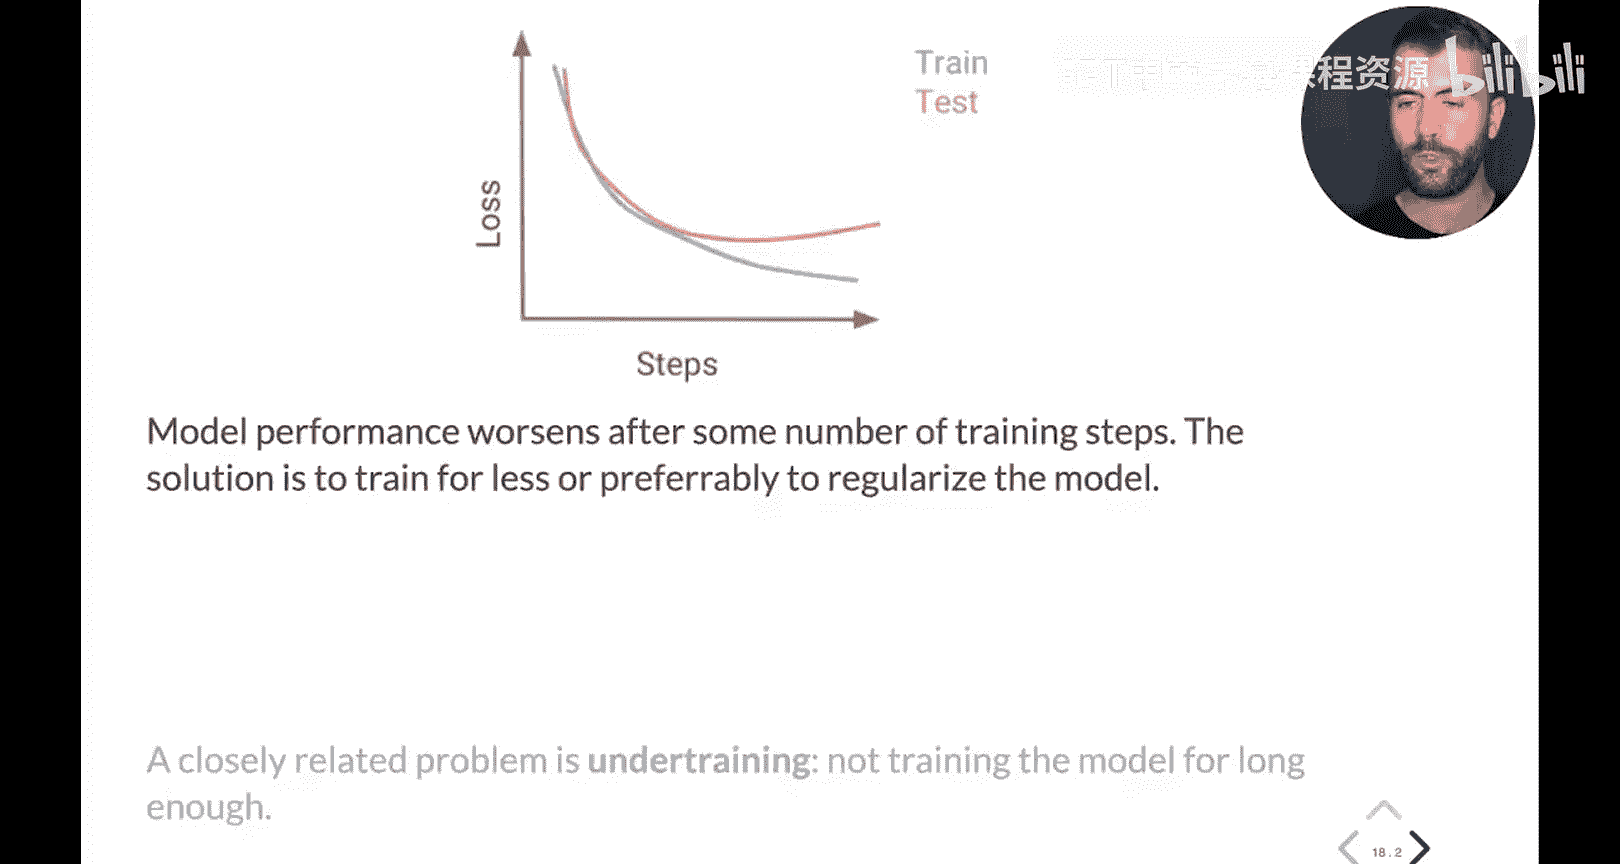 Train
课程资源
bilibili
Test
Loss
Steps
Model performance worsens after some number of training steps. The
solution is to train for less or preferrably to regularize the model.
A closely related problem is undertraining: not training the model for long
enough.
18.2